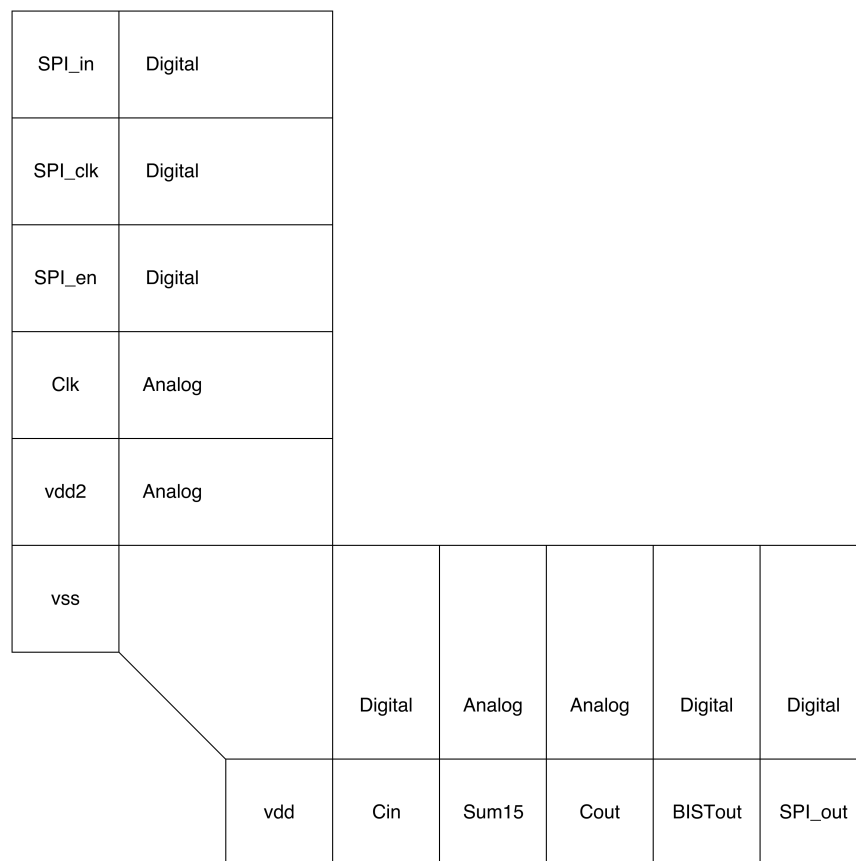 SPI_in Digital
SPI_clk Digital
SPI_en Digital
Clk Analog
vdd2 Analog
vss
Digital Analog Analog Digital Digital
vdd Cin Sum15 Cout BISTout SPI_out